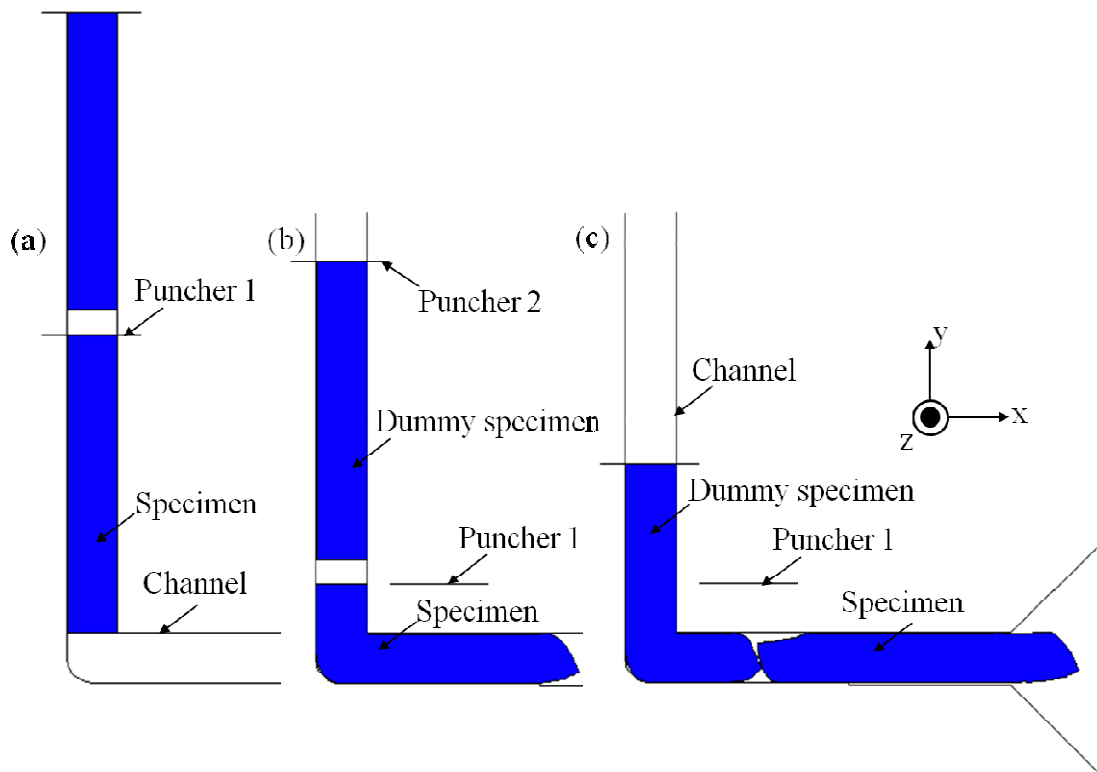 (a)
Puncher 1
Specimen
Channel
(b)
Puncher 2
Dummy specimen
Puncher 1
Specimen
(c)
Channel
Dummy specimen
Puncher 1
Specimen
y
x
z